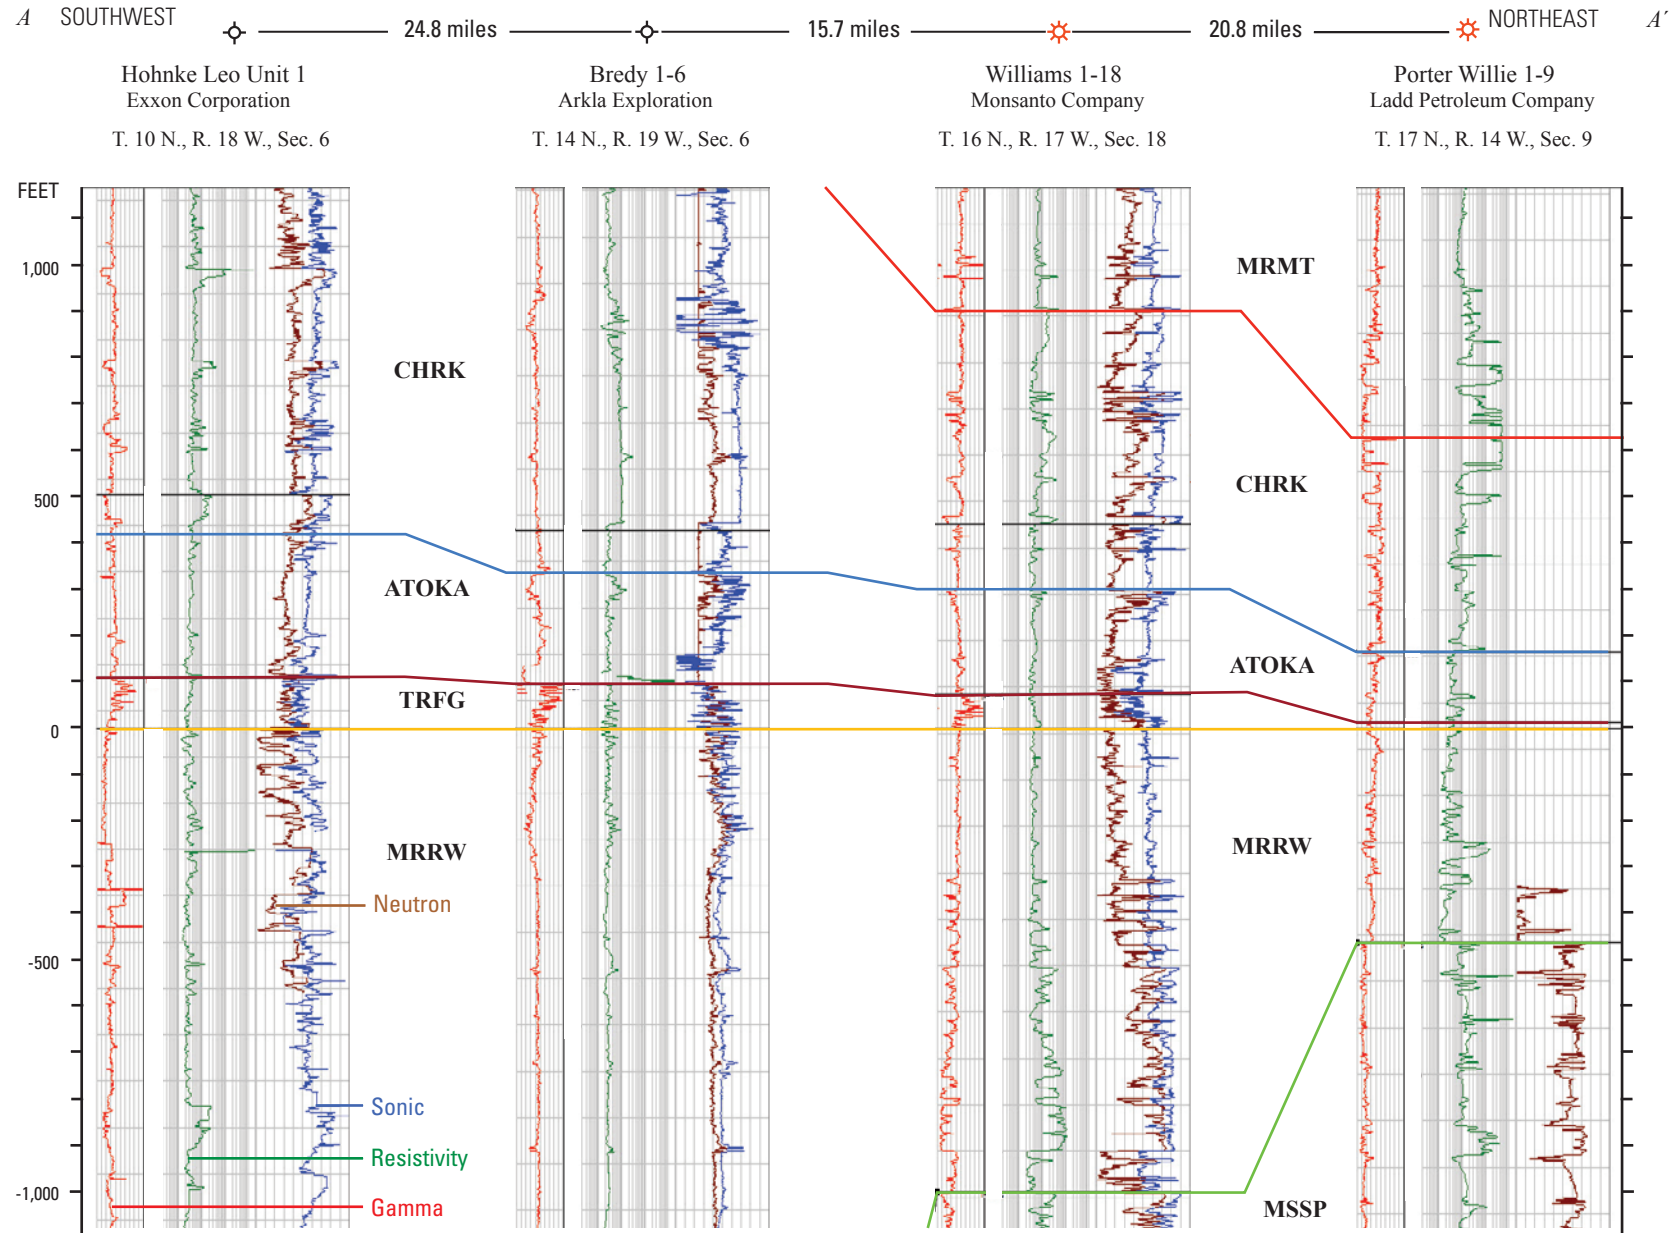 A SOUTHWEST 24.8 miles 15.7 miles 20.8 miles NORTHEAST A´
Hohnke Leo Unit 1 Bredy 1-6 Williams 1-18 Porter Willie 1-9
Exxon Corporation Arkla Exploration Monsanto Company Ladd Petroleum Company
T. 10 N., R. 18 W., Sec. 6 T. 14 N., R. 19 W., Sec. 6 T. 16 N., R. 17 W., Sec. 18 T. 17 N., R. 14 W., Sec. 9
FEET
1,000 MRMT
CHRK
500 CHRK
ATOKA
ATOKA
TRFG
0
MRRW MRRW
Neutron
-500
Sonic
Resistivity
-1,000
Gamma MSSP